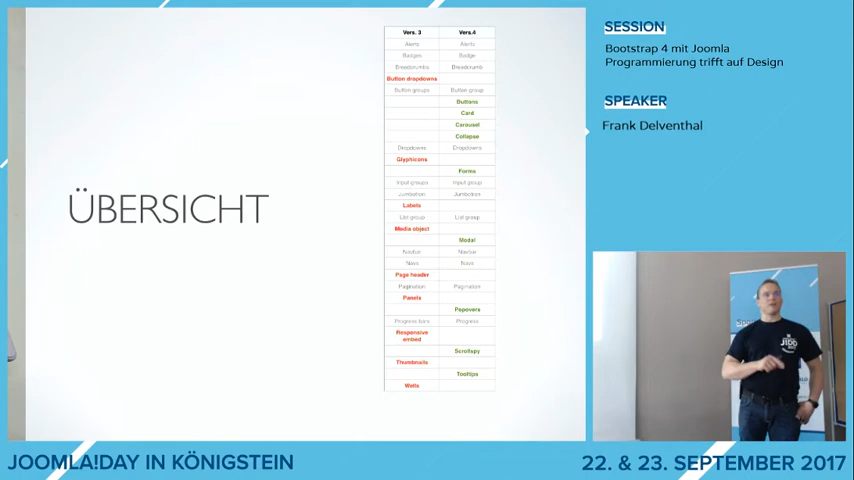 ÜBERSICHT
Vers. 3 Vers.4
Alerts Alerts
Badges Badge
Breadcrumbs Breadcrumb
Button dropdowns
Button groups Button group
Buttons
Card
Carousel
Collapse
Dropdowns Dropdowns
Glyphicons
Forms
Input groups Input group
Jumbotron Jumbotron
Labels
List group List group
Media object
Modal
Navbar Navbar
Navs Navs
Page header
Pagination Pagination
Panels
Popovers
Progress bars Progress
Responsive
embed
Scrollspy
Thumbnails
Tooltips
Wells
SESSION
Bootstrap 4 mit Joomla
Programmierung trifft auf Design
SPEAKER
Frank Delventhal
JOOMLA!DAY IN KÖNIGSTEIN
22. & 23. SEPTEMBER 2017